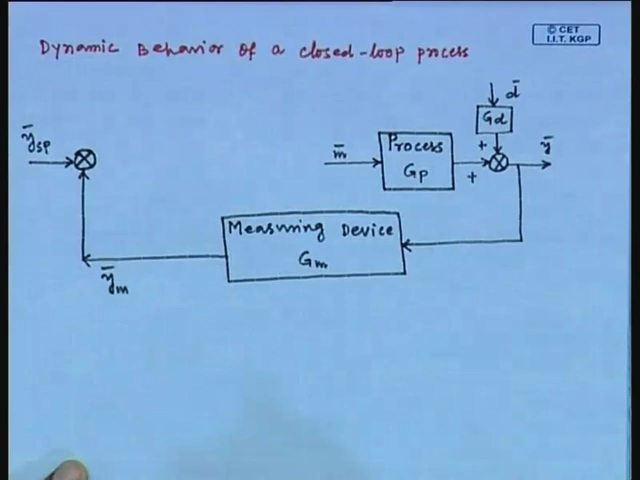 © CET
I.I.T. KGP
Dynamic Behavior of a closed-loop process
d̄
Gd
ȳsp
m̄
Process
Gp
+
+
ȳ
Measuring Device
Gm
ȳm